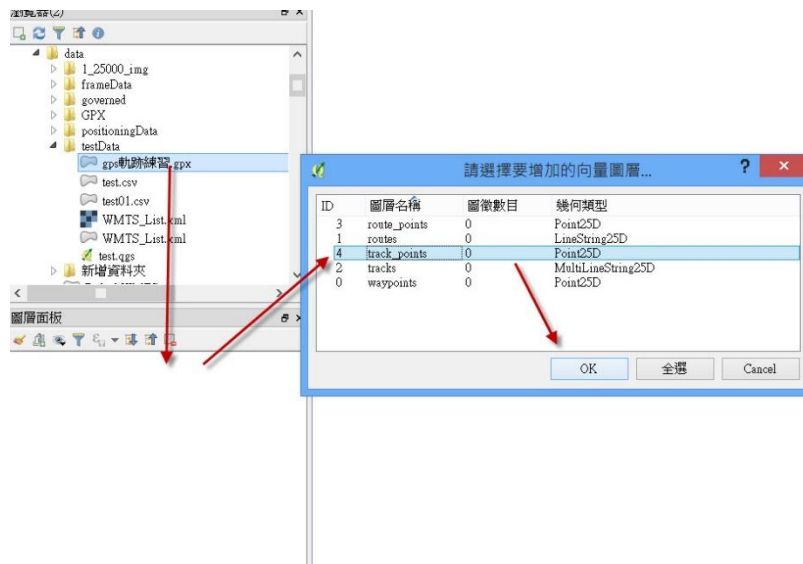 瀏覽器(2)
data
1_25000_img
frameData
governed
GPX
positioningData
testData
gps軌跡練習.gpx
test.csv
test01.csv
WMTS_List.xml
WMTS_List.xml
test.qgs
新增資料夾
圖層面板
請選擇要增加的向量圖層...
ID 圖層名稱 圖徵數目 幾何類型
3 route_points 0 Point25D
1 routes 0 LineString25D
4 track_points 0 Point25D
2 tracks 0 MultiLineString25D
0 waypoints 0 Point25D
OK 全選 Cancel